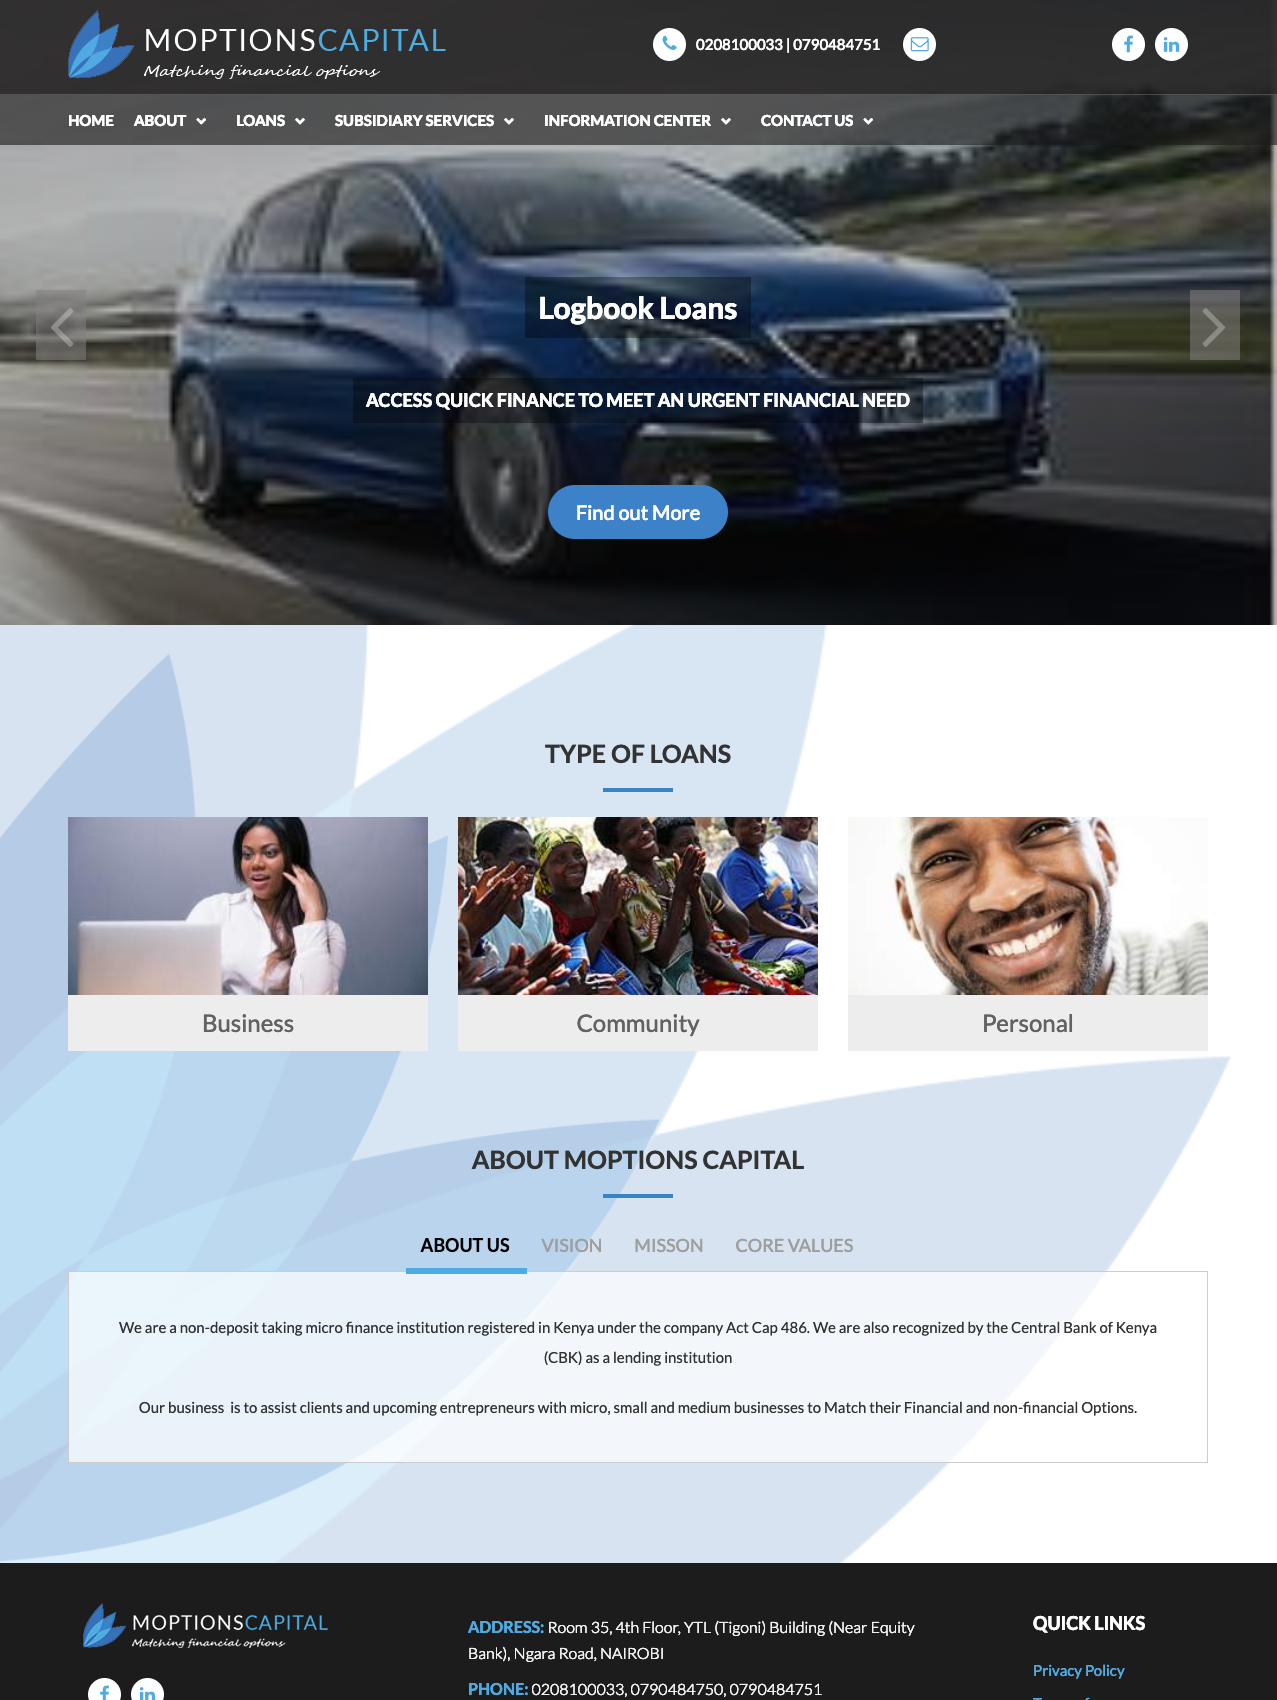 MOPTIONSCAPITAL
Matching financial options
0208100033 | 0790484751
HOME ABOUT LOANS SUBSIDIARY SERVICES INFORMATION CENTER CONTACT US
Logbook Loans
ACCESS QUICK FINANCE TO MEET AN URGENT FINANCIAL NEED
Find out More
TYPE OF LOANS
Business Community Personal
ABOUT MOPTIONS CAPITAL
ABOUT US VISION MISSON CORE VALUES
We are a non-deposit taking micro finance institution registered in Kenya under the company Act Cap 486. We are also recognized by the Central Bank of Kenya
(CBK) as a lending institution
Our business  is to assist clients and upcoming entrepreneurs with micro, small and medium businesses to Match their Financial and non-financial Options.
MOPTIONSCAPITAL
Matching financial options
ADDRESS: Room 35, 4th Floor, YTL (Tigoni) Building (Near Equity
Bank), Ngara Road, NAIROBI
PHONE: 0208100033, 0790484750, 0790484751
QUICK LINKS
Privacy Policy